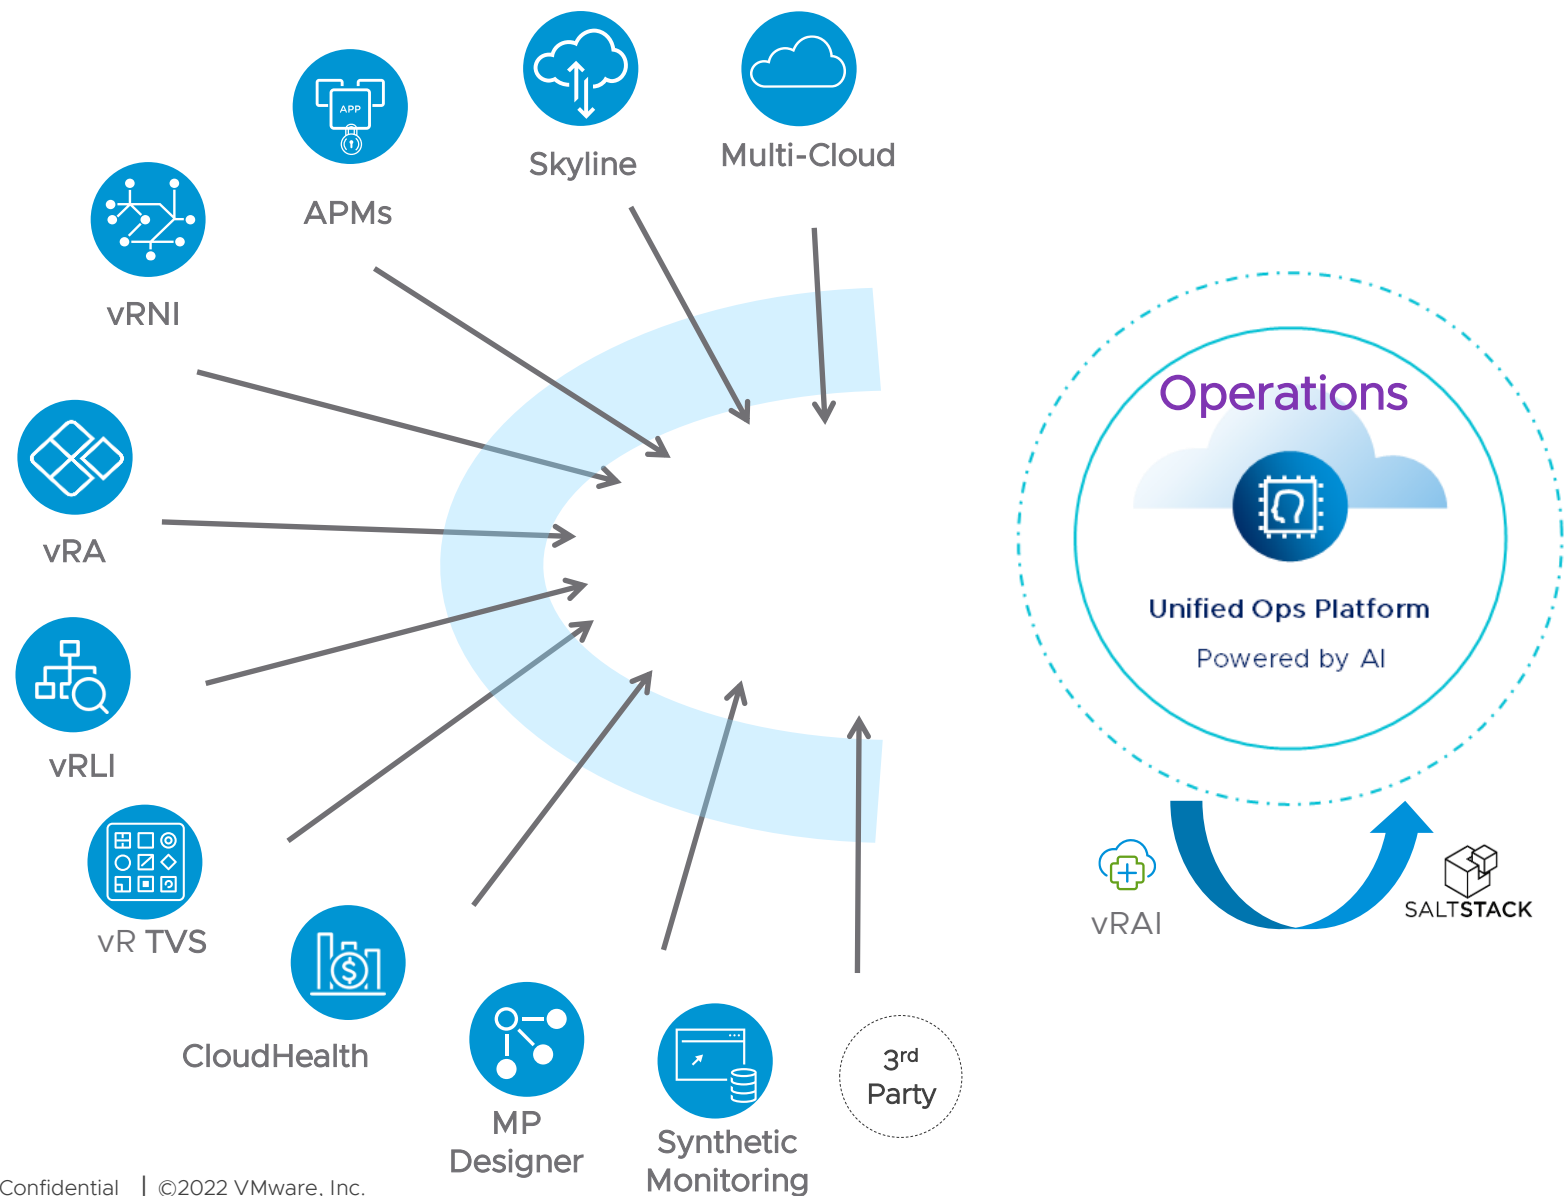 Skyline
Multi-Cloud
APP
APMs
vRNI
vRA
vRLI
vR TVS
CloudHealth
MP
Designer
Synthetic
Monitoring
3rd
Party
Operations
Unified Ops Platform
Powered by AI
vRAI
SALTSTACK
Confidential | ©2022 VMware, Inc.